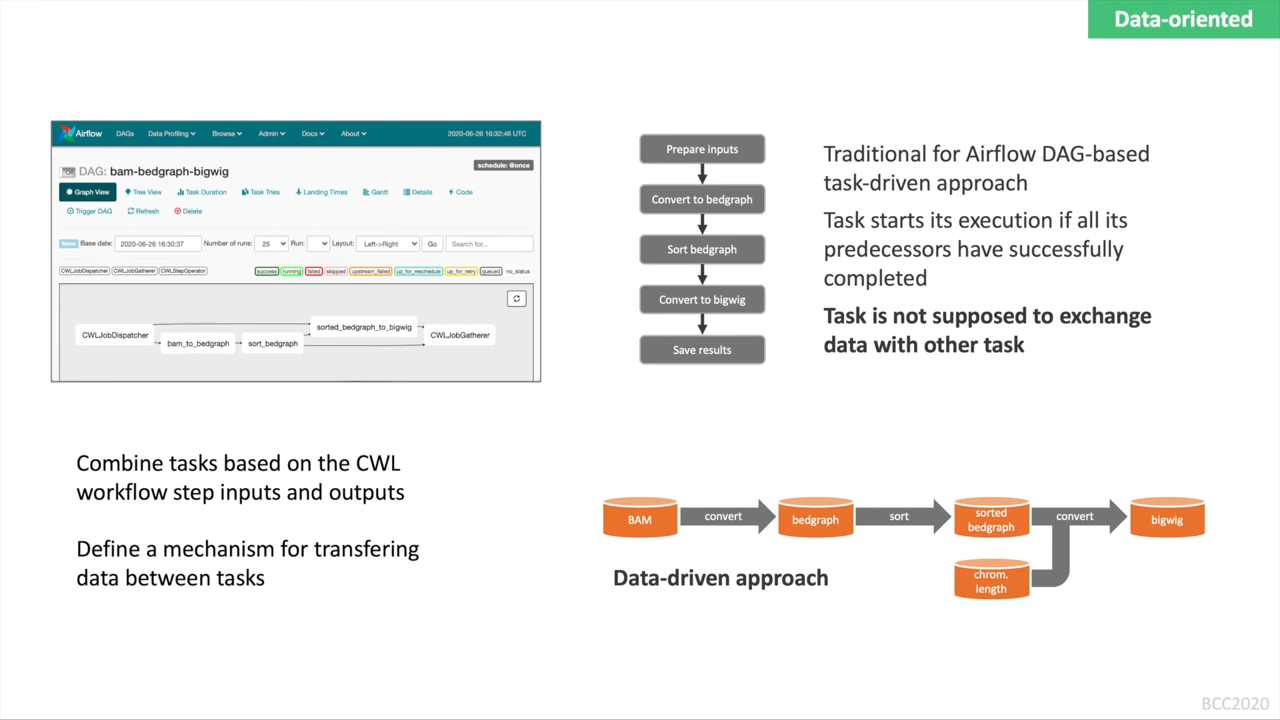 Data-oriented
Airflow DAGs Data Profiling Browse Admin Docs About 2020-06-26 16:32:46 UTC
DAG: bam-bedgraph-bigwig
schedule: @once
Graph View Tree View Task Duration Task Tries Landing Times Gantt Details Code
Trigger DAG Refresh Delete
None Base date: 2020-06-26 16:30:37 Number of runs: 25 Run: Layout: Left->Right Go Search for...
CWLJobDispatcher CWLJobGatherer CWLStepOperator success running failed skipped upstream_failed up_for_reschedule up_for_retry queued no_status
CWLJobDispatcher
bam_to_bedgraph
sort_bedgraph
sorted_bedgraph_to_bigwig
CWLJobGatherer
Prepare inputs
Convert to bedgraph
Sort bedgraph
Convert to bigwig
Save results
Traditional for Airflow DAG-based
task-driven approach
Task starts its execution if all its
predecessors have successfully
completed
Task is not supposed to exchange
data with other task
Combine tasks based on the CWL
workflow step inputs and outputs
Define a mechanism for transfering
data between tasks
BAM
convert
bedgraph
sort
sorted
bedgraph
convert
bigwig
chrom.
length
Data-driven approach
BCC2020